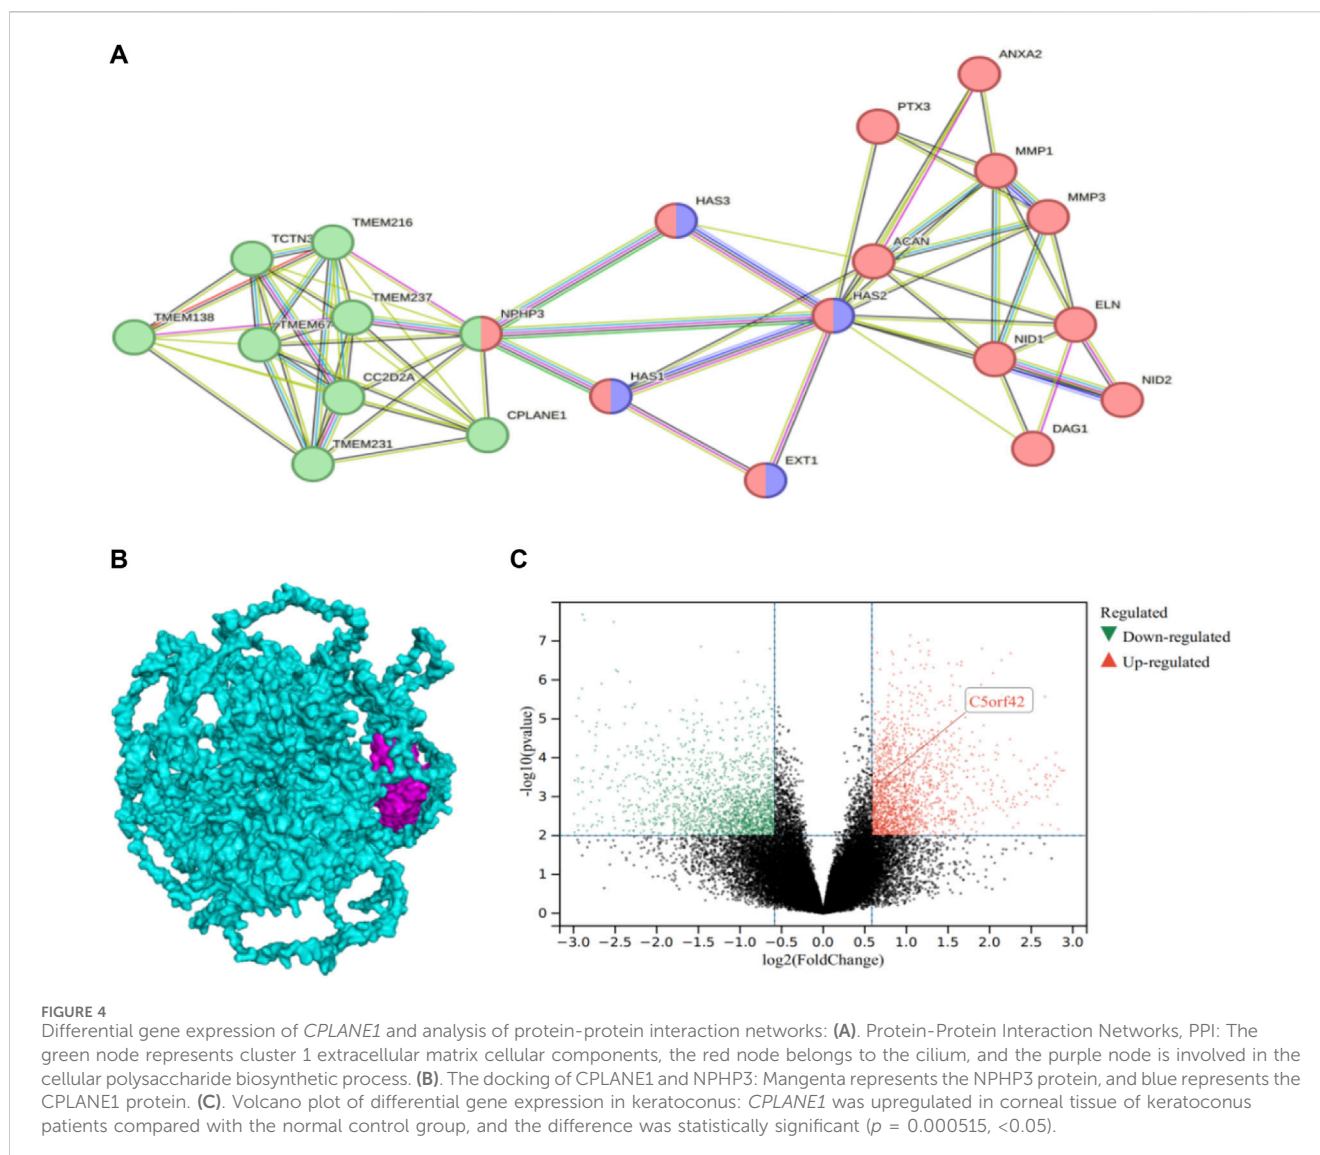 A
ANXA2
PTX3
MMP1
MMP3
HAS3
TMEM216
TCTN3
ACAN
TMEM237
HAS2
NPHP3
ELN
TMEM138
TMEM67
NID1
CC2D2A
HAS1
NID2
CPLANE1
DAG1
TMEM231
EXT1
B
C
Regulated
Down-regulated
Up-regulated
C5orf42
-log10(pvalue)
7
6
5
4
3
2
1
0
−3.0 −2.5 −2.0 −1.5 −1.0 −0.5 0.0 0.5 1.0 1.5 2.0 2.5 3.0
log2(FoldChange)
FIGURE 4
Differential gene expression of CPLANE1 and analysis of protein-protein interaction networks: (A). Protein-Protein Interaction Networks, PPI: The
green node represents cluster 1 extracellular matrix cellular components, the red node belongs to the cilium, and the purple node is involved in the
cellular polysaccharide biosynthetic process. (B). The docking of CPLANE1 and NPHP3: Mangenta represents the NPHP3 protein, and blue represents the
CPLANE1 protein. (C). Volcano plot of differential gene expression in keratoconus: CPLANE1 was upregulated in corneal tissue of keratoconus
patients compared with the normal control group, and the difference was statistically significant (p = 0.000515, <0.05).